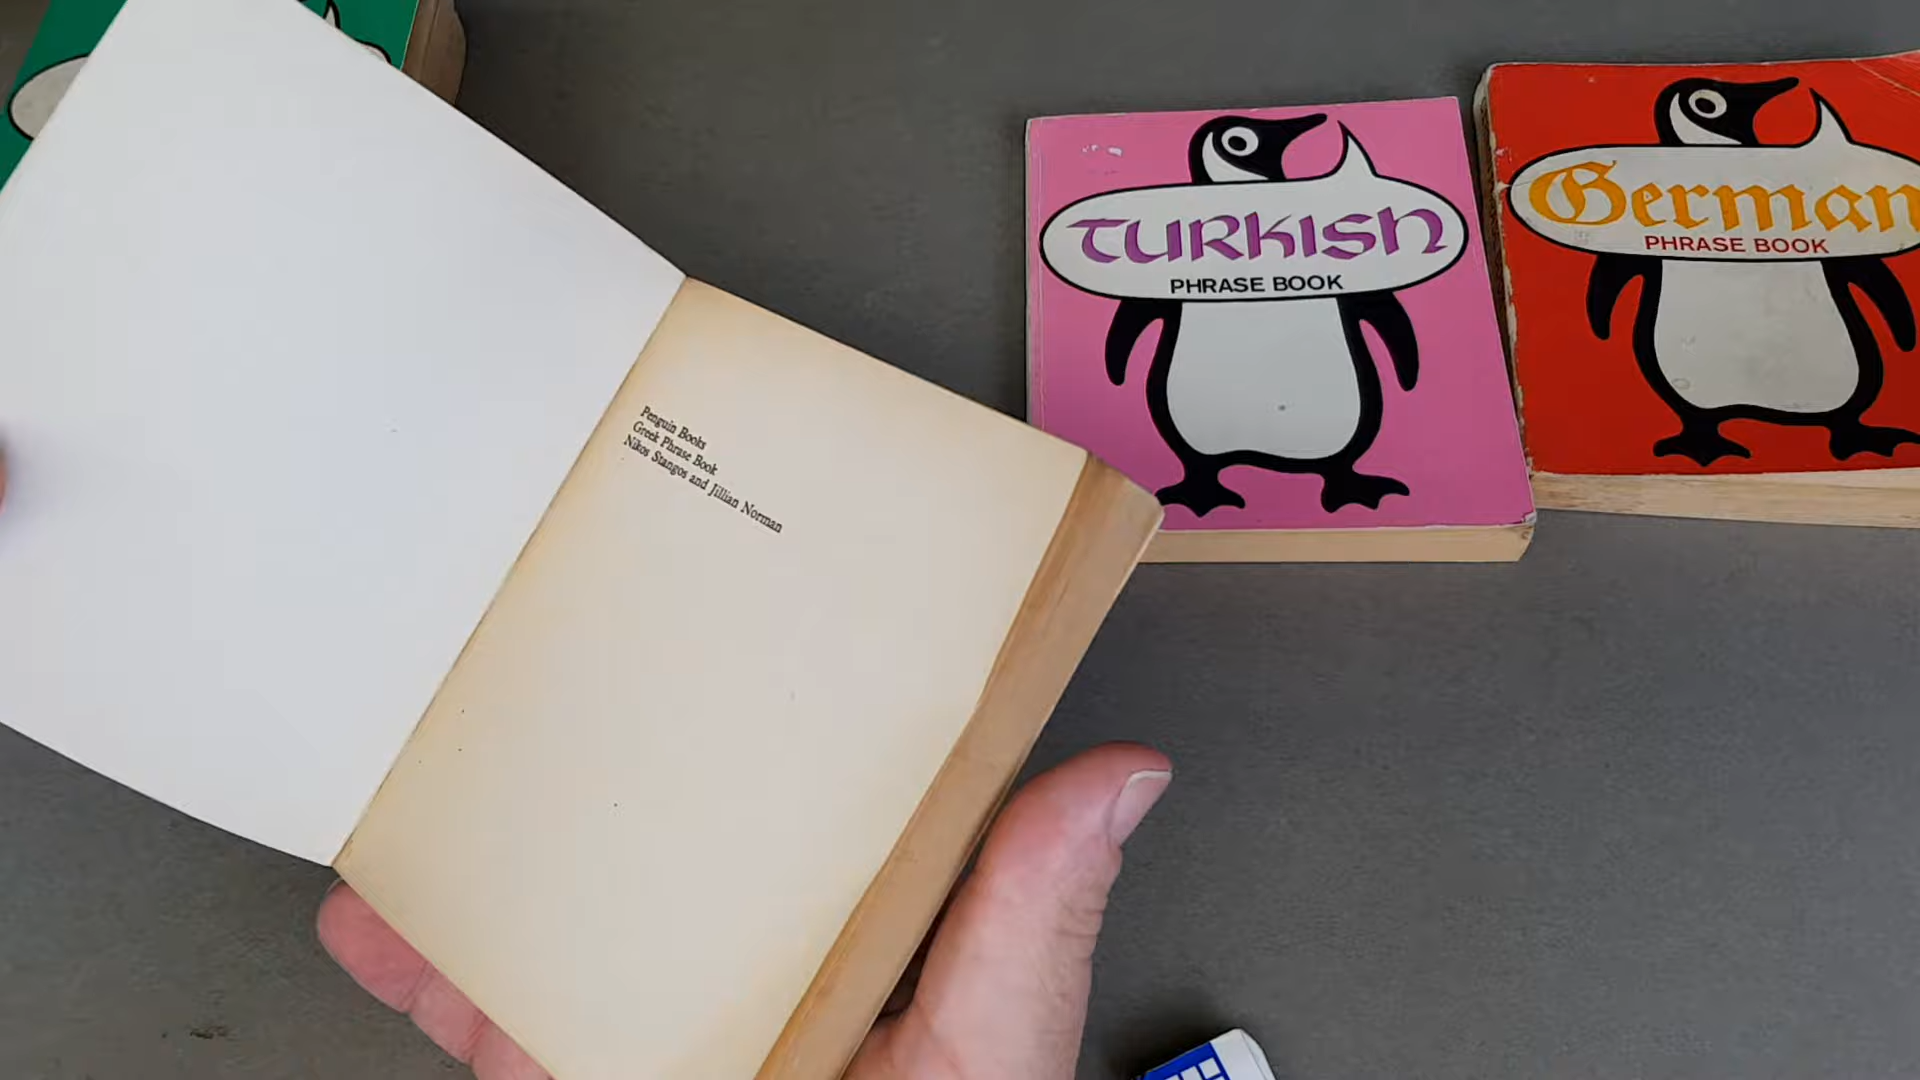 Penguin Books
Greek Phrase Book
Nikos Stangos and Jillian Norman
TURKISH
PHRASE BOOK
German
PHRASE BOOK